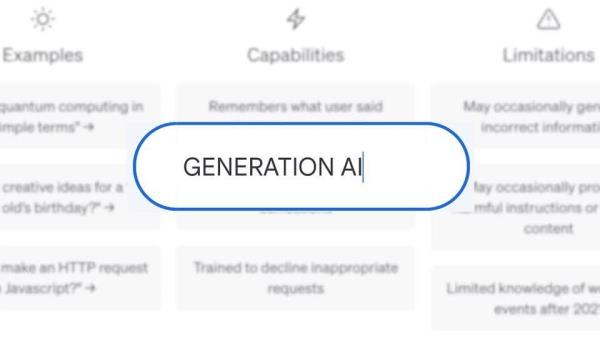 Examples
Capabilities
Limitations
quantum computing in
imple terms" →
Remembers what user said
May occasionally gen
incorrect informati
GENERATION AI
creative ideas for a
old's birthday?" →
May occasionally pro
mful instructions or
content
make an HTTP request
Javascript?" →
Trained to decline inappropriate
requests
Limited knowledge of w
events after 202